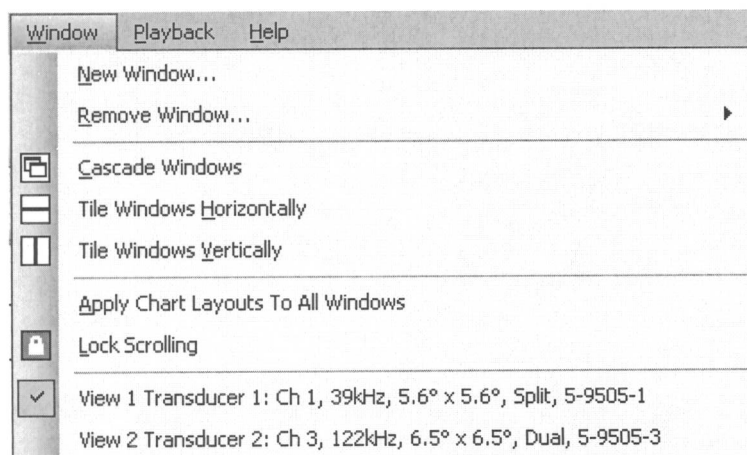 Window Playback Help
New Window...
Remove Window...
Cascade Windows
Tile Windows Horizontally
Tile Windows Vertically
Apply Chart Layouts To All Windows
Lock Scrolling
View 1 Transducer 1: Ch 1, 39kHz, 5.6° x 5.6°, Split, 5-9505-1
View 2 Transducer 2: Ch 3, 122kHz, 6.5° x 6.5°, Dual, 5-9505-3